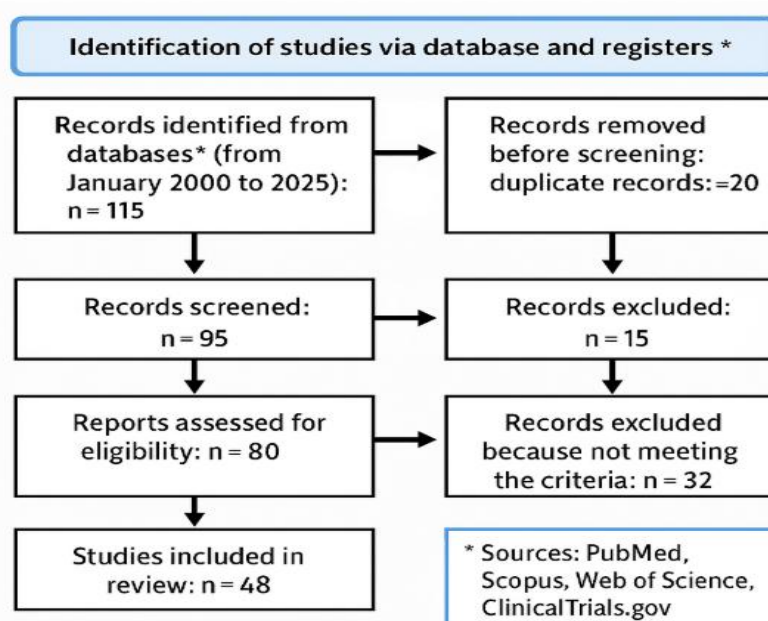 Identification of studies via database and registers *
Records identified from
databases* (from
January 2000 to 2025):
n = 115
Records removed
before screening:
duplicate records:=20
Records screened:
n = 95
Records excluded:
n = 15
Reports assessed for
eligibility: n = 80
Records excluded
because not meeting
the criteria: n = 32
Studies included in
review: n = 48
* Sources: PubMed,
Scopus, Web of Science,
ClinicalTrials.gov